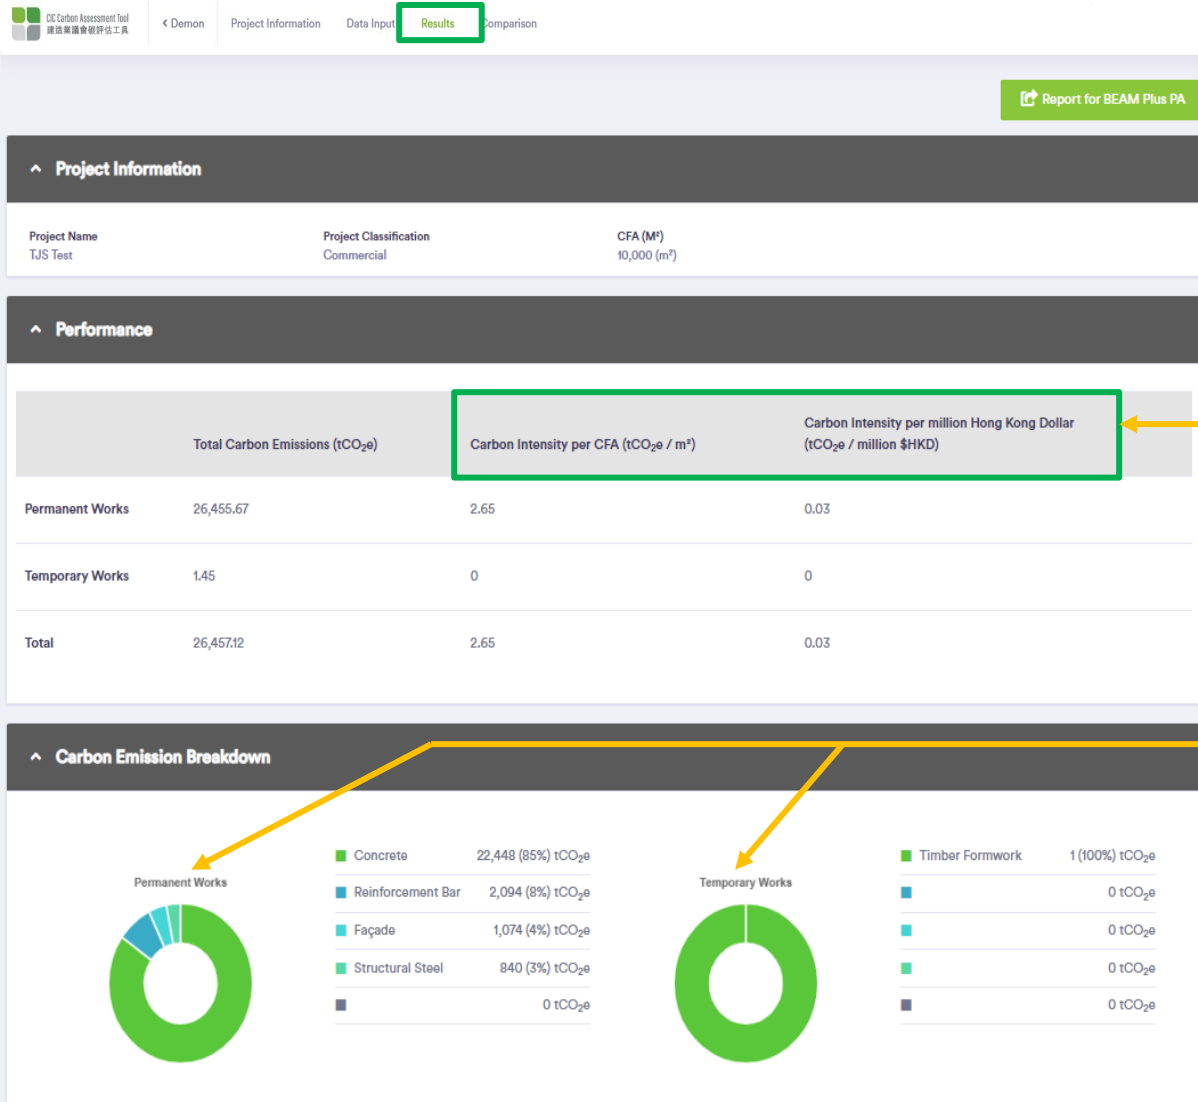 CIC Carbon Assessment Tool
建造業議會碳評估工具
< Demon
Project Information
Data Input
Results
Comparison
Report for BEAM Plus PA
Project Information
Project Name
Project Classification
CFA (M²)
TJS Test
Commercial
10,000 (m²)
Performance
Total Carbon Emissions (tCO₂e)
Carbon Intensity per CFA (tCO₂e / m²)
Carbon Intensity per million Hong Kong Dollar
(tCO₂e / million $HKD)
Permanent Works 26,455.67 2.65 0.03
Temporary Works 1.45 0 0
Total 26,457.12 2.65 0.03
Carbon Emission Breakdown
Permanent Works
Concrete 22,448 (85%) tCO₂e
Reinforcement Bar 2,094 (8%) tCO₂e
Façade 1,074 (4%) tCO₂e
Structural Steel 840 (3%) tCO₂e
0 tCO₂e
Temporary Works
Timber Formwork 1 (100%) tCO₂e
0 tCO₂e
0 tCO₂e
0 tCO₂e
0 tCO₂e